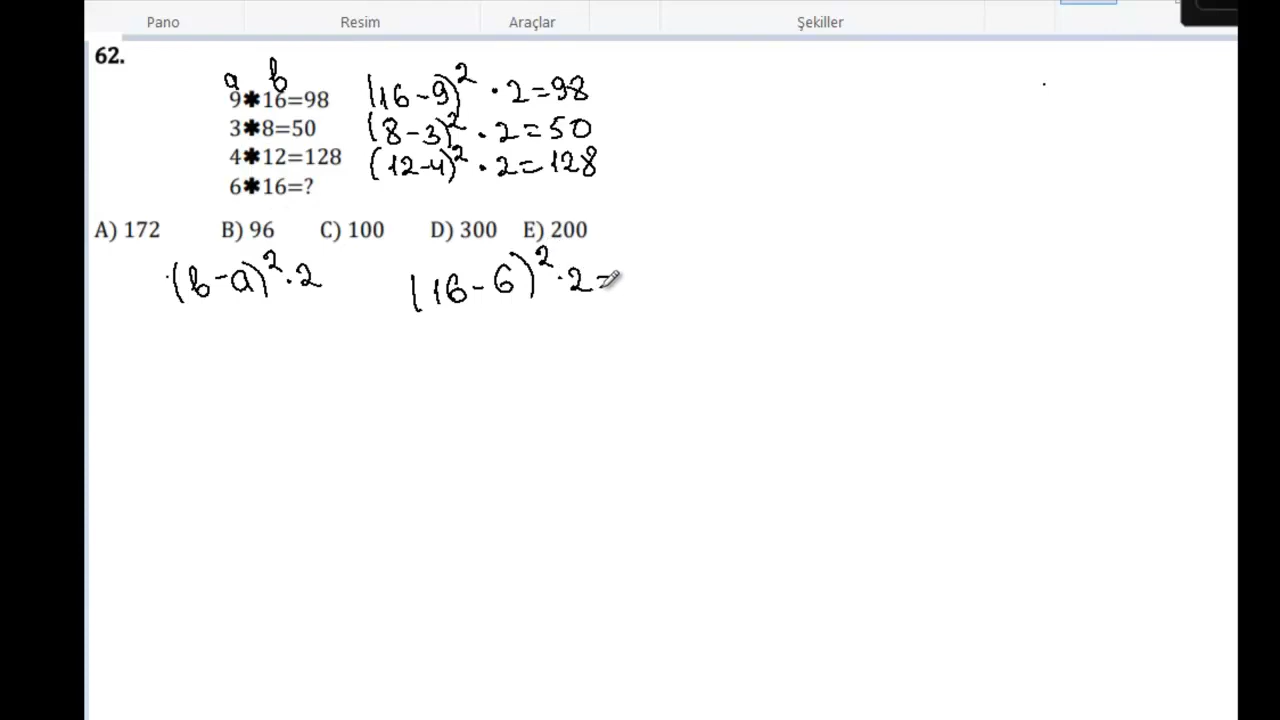 Pano Resim Araçlar Şekiller
62.
a b
9✱16=98 (16-9)² · 2=98
3✱8=50 (8-3)² · 2=50
4✱12=128 (12-4)² · 2=128
6✱16=?
A) 172 B) 96 C) 100 D) 300 E) 200
(b-a)² · 2 (16-6)² · 2=